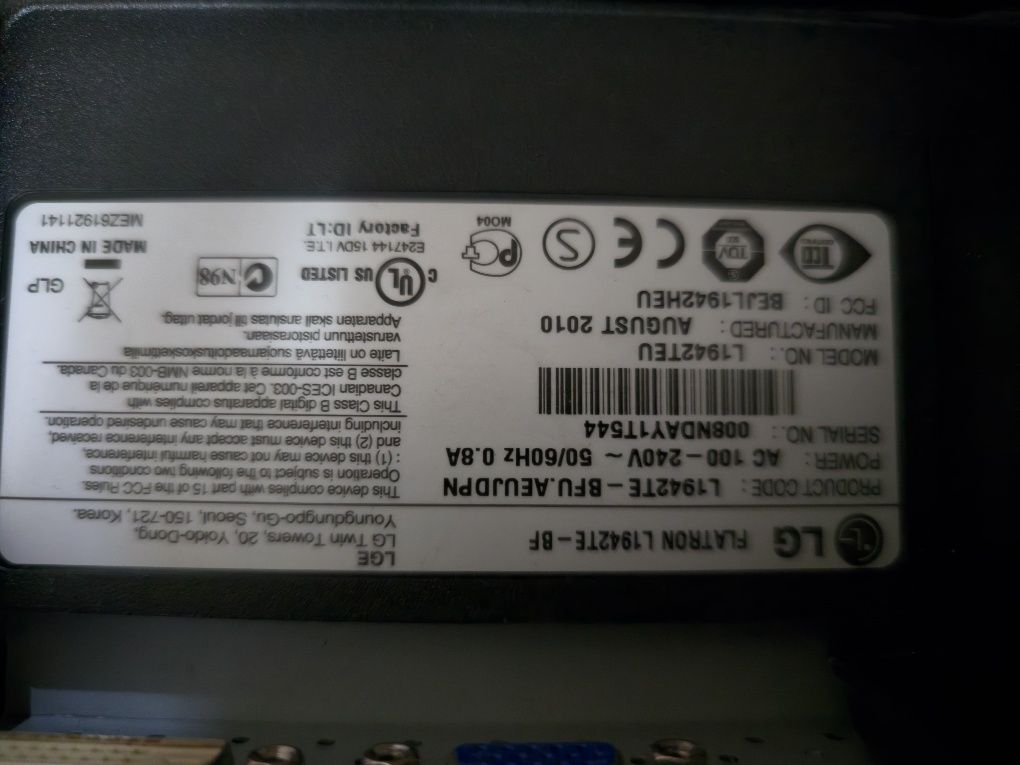 LG FLATRON L1942TE-BF
LGE
LG Twin Towers, 20, Yoido-Dong,
Youngdungpo-Gu, Seoul, 150-721, Korea.
PRODUCT CODE: L1942TE-BFU.AEUJDPN
POWER: AC 100-240V ~ 50/60Hz 0.8A
SERIAL NO.: 008NDAY1T544
MODEL NO.: L1942TEU
MANUFACTURED: AUGUST 2010
FCC ID: BEJL1942HEU
TCO
TÜV
CE
S
PC
MO04
This device complies with part 15 of the FCC Rules.
Operation is subject to the following two conditions
: (1) this device may not cause harmful interference.
and (2) this device must accept any interference received,
including interference that may cause undesired operation.
This Class B digital apparatus complies with
Canadian ICES-003. Cet appareil numérique de la
classe B est conforme à la norme NMB-003 du Canada.
Laite on liitettävä suojamaadoituskoskettimilla
varustettuun pistorasiaan.
Apparaten skall anslutas till jordat uttag.
C UL US LISTED
E247144 15DV I.T.E.
Factory ID:LT
N98
GLP
MADE IN CHINA
MEZ61921141